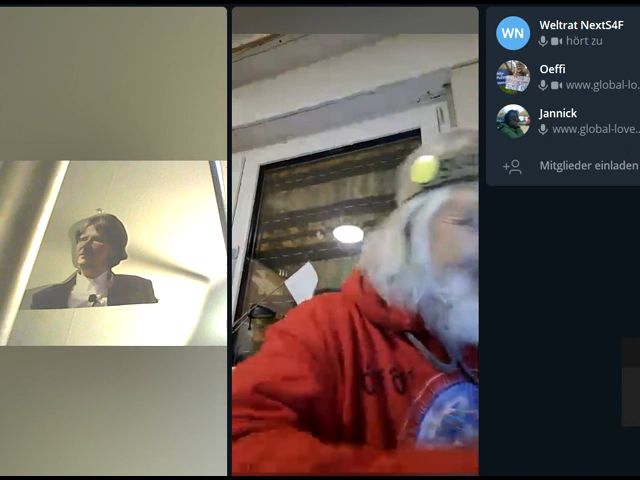 WN
Weltrat NextS4F
hört zu
Oeffi
www.global-lo..
Jannick
www.global-love..
Mitglieder einladen